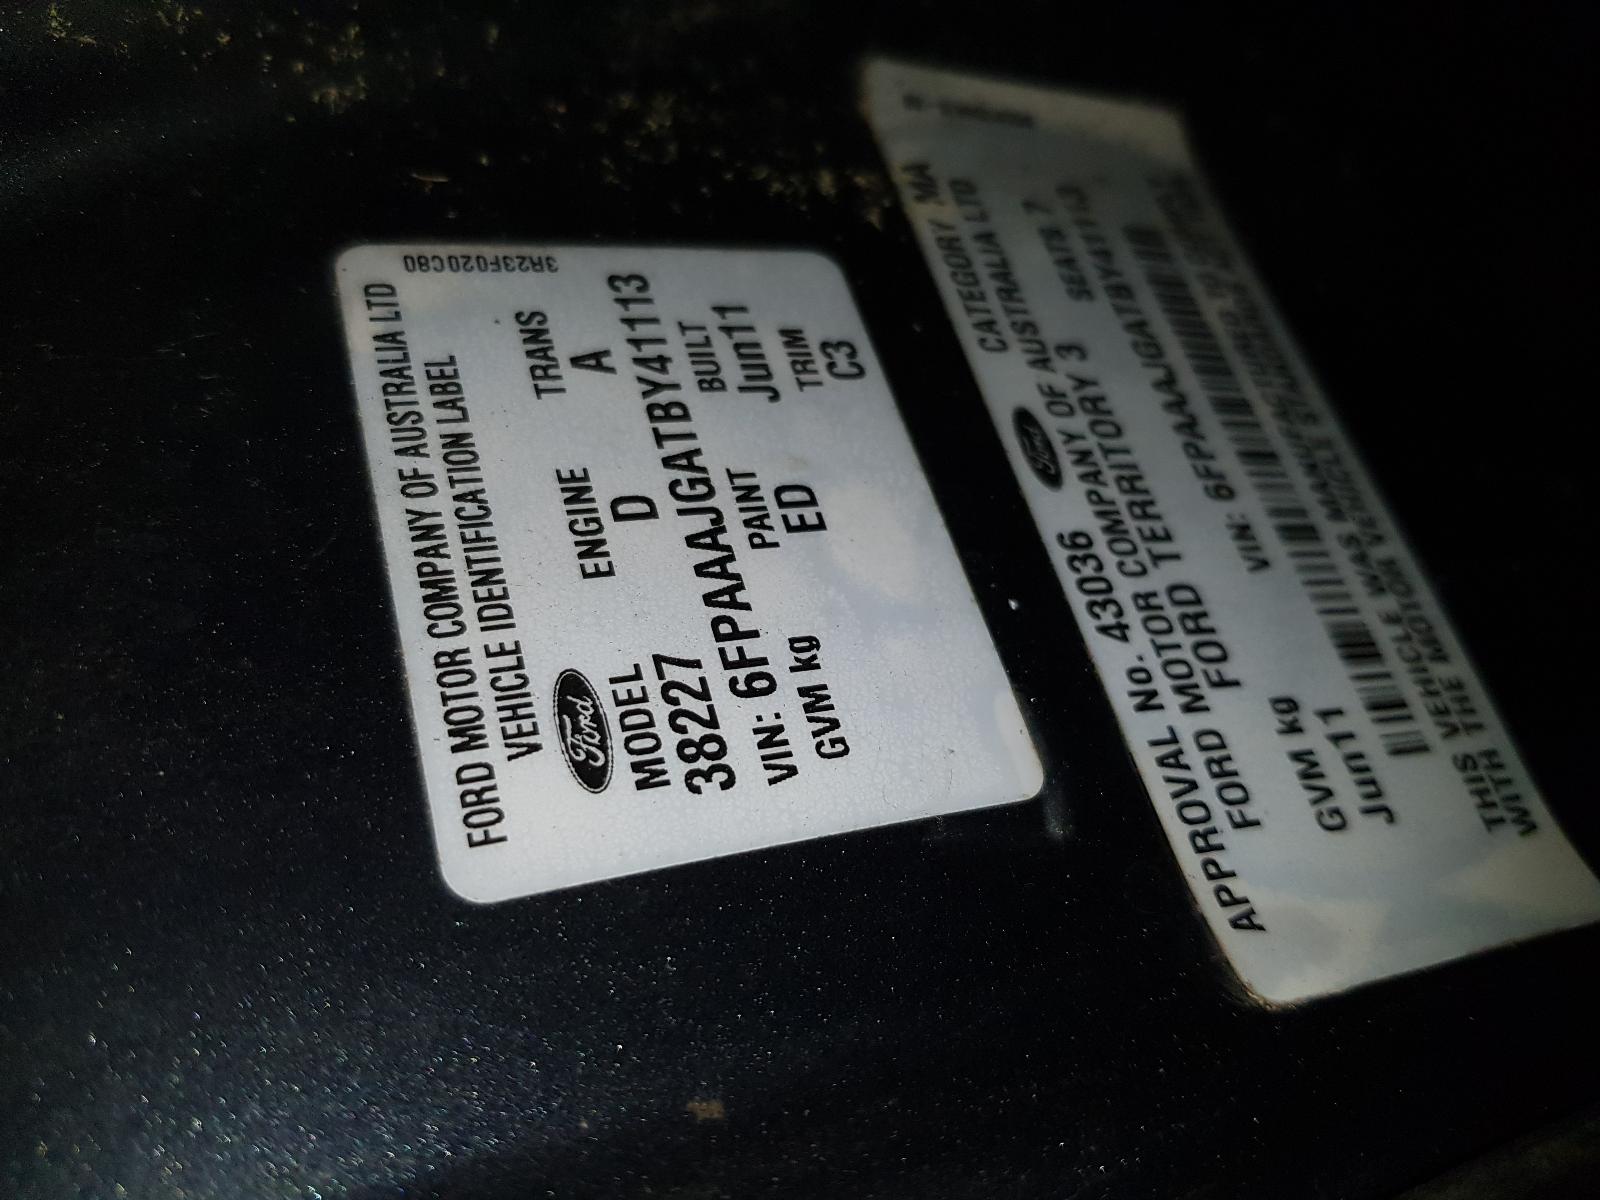 FORD MOTOR COMPANY OF AUSTRALIA LTD
VEHICLE IDENTIFICATION LABEL
3R23F020C80
Ford
ENGINE TRANS
MODEL D A
38227
VIN: 6FPAAAJGATBY41113
PAINT BUILT
GVM kg ED Jun11
TRIM
C3
APPROVAL No. 43036 Ford CATEGORY MA
FORD MOTOR COMPANY OF AUSTRALIA LTD
FORD TERRITORY 3 SEATS 7
VIN: 6FPAAAJGATBY41113
GVM kg
Jun11
THIS VEHICLE WAS
WITH THE MOTOR VEHICLE